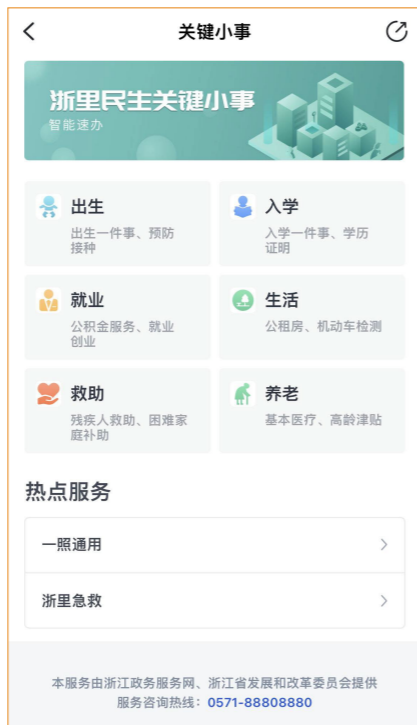 关键小事
浙里民生关键小事
智能速办
出生
出生一件事、预防
接种
入学
入学一件事、学历
证明
就业
公积金服务、就业
创业
生活
公租房、机动车检测
救助
残疾人救助、困难家
庭补助
养老
基本医疗、高龄津贴
热点服务
一照通用
浙里急救
本服务由浙江政务服务网、浙江省发展和改革委员会提供
服务咨询热线：0571-88808880